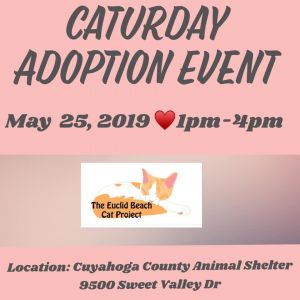 CATURDAY
ADOPTION EVENT
May 25, 2019 ❤️1pm-4pm
The Euclid Beach
Cat Project
Location: Cuyahoga County Animal Shelter
9500 Sweet Valley Dr